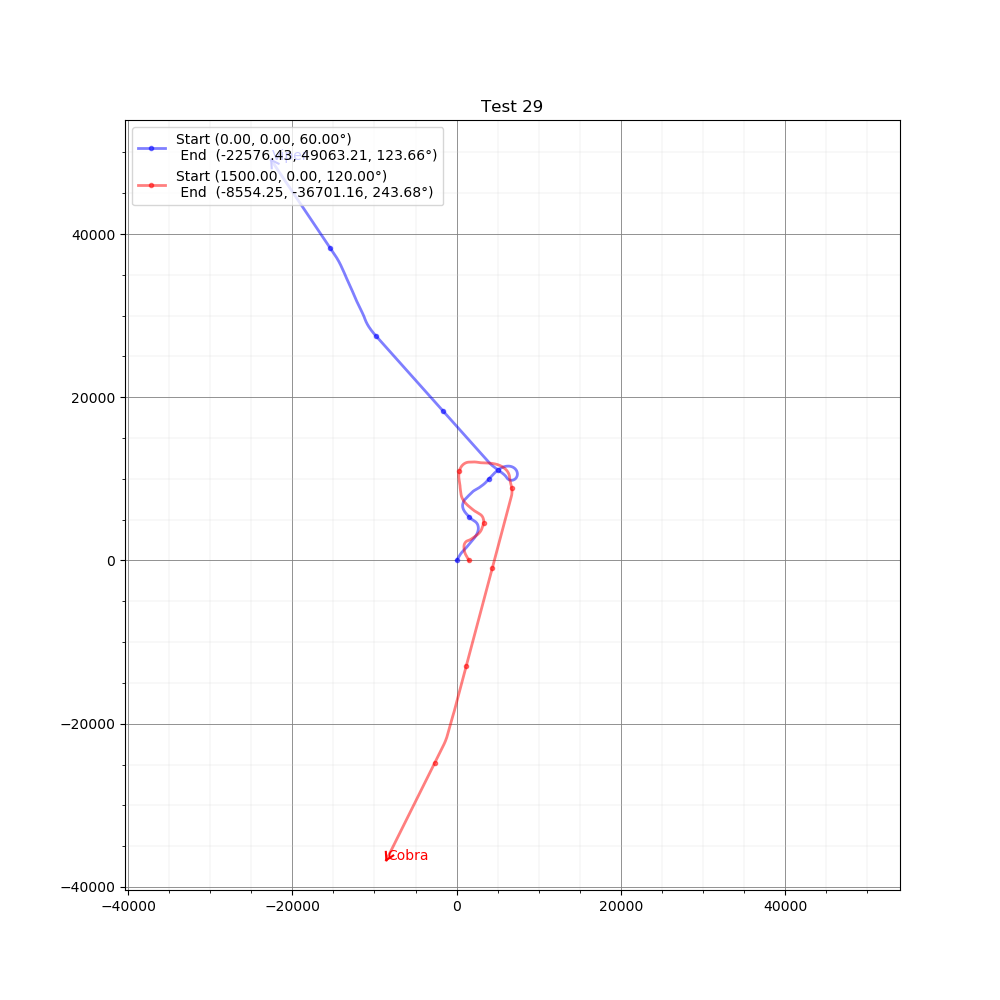 Test 29
Start (0.00, 0.00, 60.00°)
End (-22576.43, 49063.21, 123.66°)
Start (1500.00, 0.00, 120.00°)
End (-8554.25, -36701.16, 243.68°)
40000
20000
0
−20000
−40000
Cobra
−40000 −20000 0 20000 40000